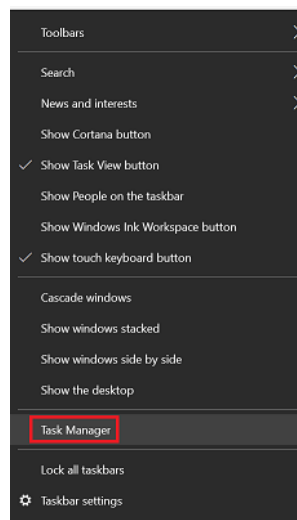 Toolbars
Search
News and interests
Show Cortana button
Show Task View button
Show People on the taskbar
Show Windows Ink Workspace button
Show touch keyboard button
Cascade windows
Show windows stacked
Show windows side by side
Show the desktop
Task Manager
Lock all taskbars
Taskbar settings